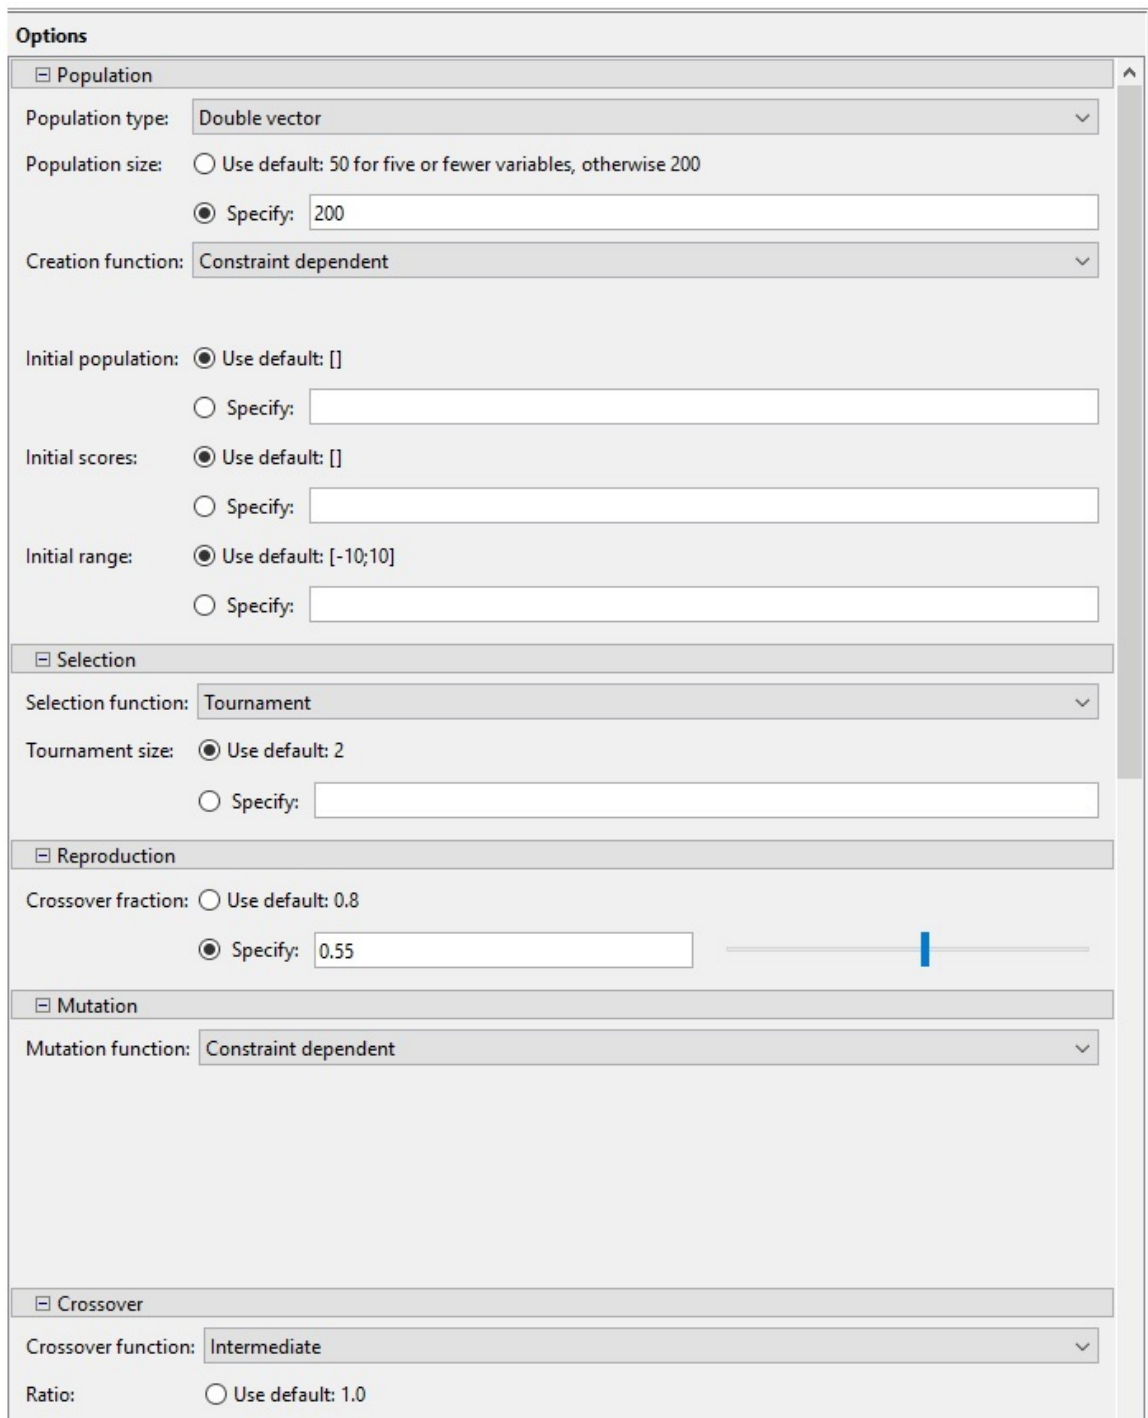 Options
Population
Population type: Double vector
Population size: Use default: 50 for five or fewer variables, otherwise 200
Specify: 200
Creation function: Constraint dependent
Initial population: Use default: []
Specify:
Initial scores: Use default: []
Specify:
Initial range: Use default: [-10;10]
Specify:
Selection
Selection function: Tournament
Tournament size: Use default: 2
Specify:
Reproduction
Crossover fraction: Use default: 0.8
Specify: 0.55
Mutation
Mutation function: Constraint dependent
Crossover
Crossover function: Intermediate
Ratio: Use default: 1.0